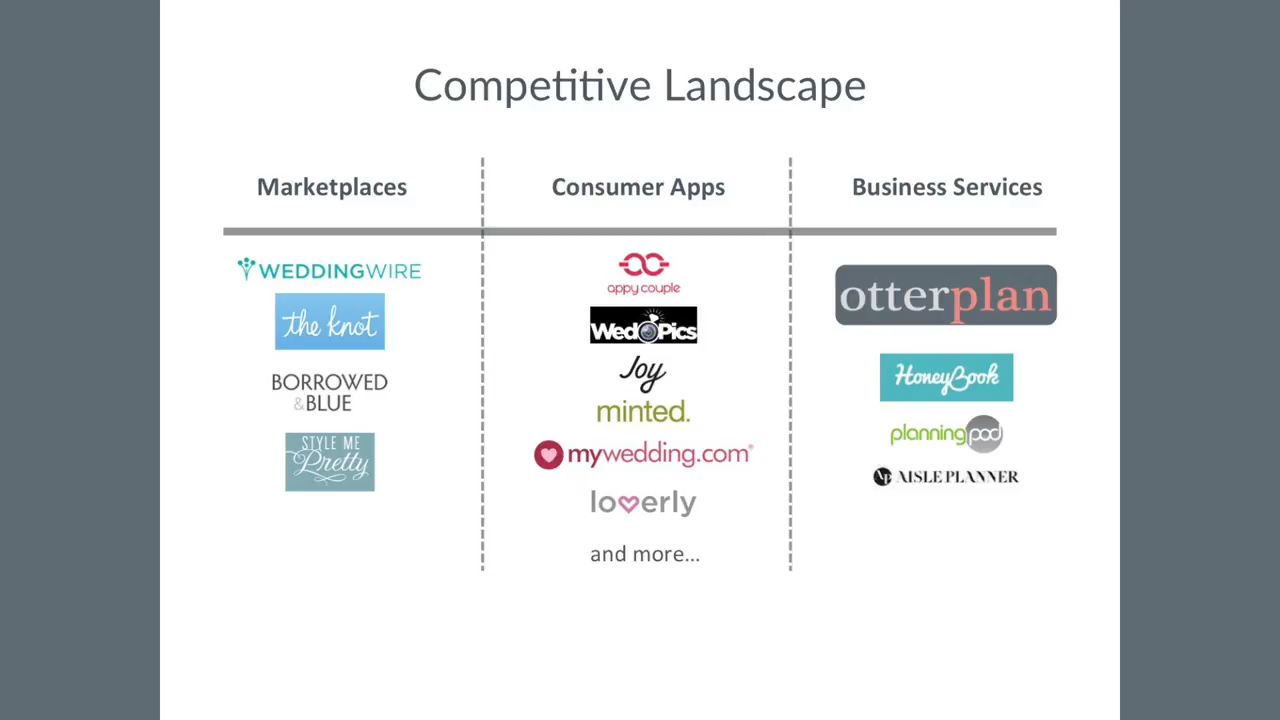 Competitive Landscape
Marketplaces
WEDDINGWIRE
the knot
BORROWED
&BLUE
STYLE ME
Pretty
Consumer Apps
appy couple
WedPics
Joy
minted.
mywedding.com®
loverly
and more...
Business Services
otterplan
HoneyBook
planningpod
AP AISLE PLANNER